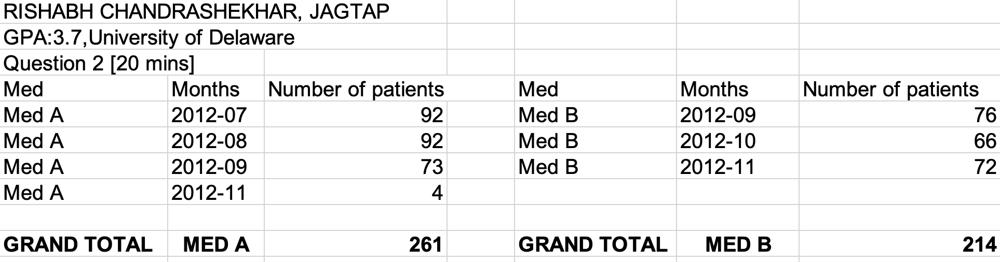 RISHABH CHANDRASHEKHAR, JAGTAP
GPA:3.7,University of Delaware
Question 2 [20 mins]
Med Months Number of patients Med Months Number of patients
Med A 2012-07 92 Med B 2012-09 76
Med A 2012-08 92 Med B 2012-10 66
Med A 2012-09 73 Med B 2012-11 72
Med A 2012-11 4
GRAND TOTAL MED A 261 GRAND TOTAL MED B 214